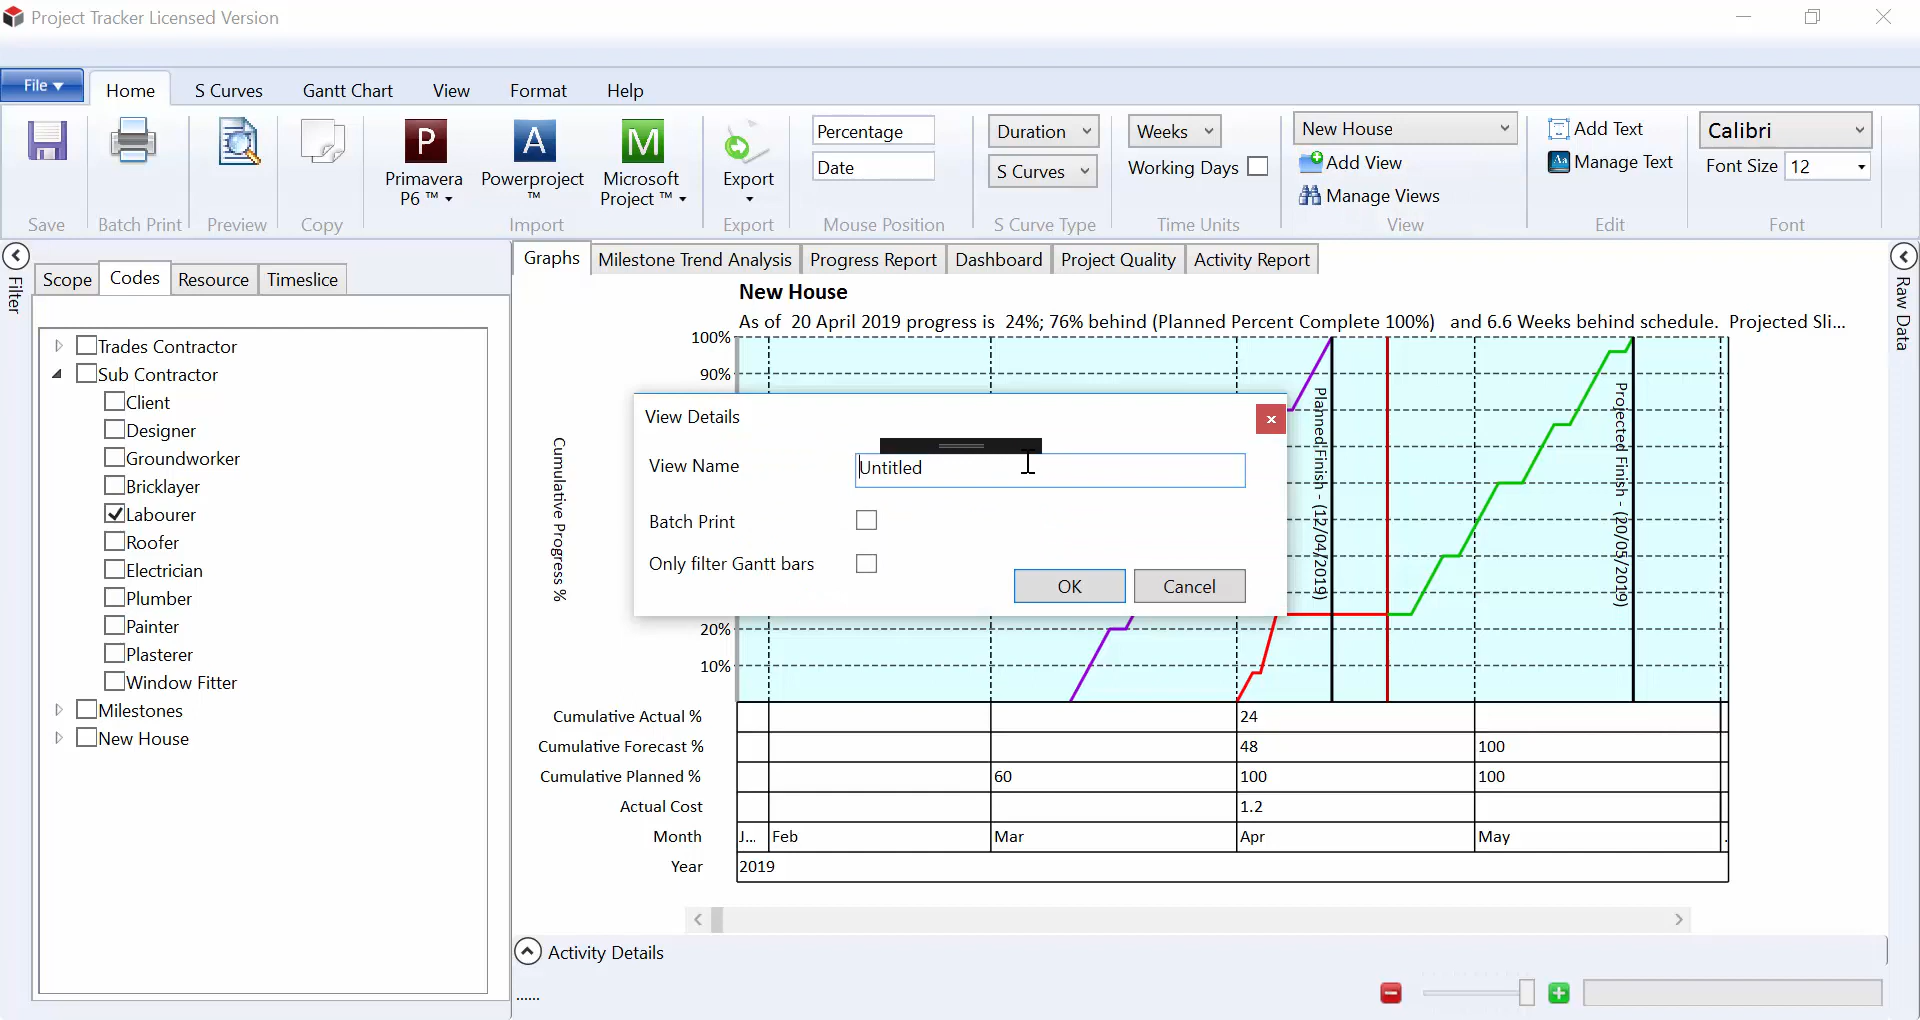 Project Tracker Licensed Version
File Home S Curves Gantt Chart View Format Help
Save
Batch Print
Preview
Copy
P
Primavera
P6 ™
A
Powerproject
™
M
Microsoft
Project ™
Import
Export
Export
Percentage
Date
Mouse Position
Duration
S Curves
S Curve Type
Weeks
Working Days
Time Units
New House
Add View
Manage Views
View
Add Text
Aa Manage Text
Edit
Calibri
Font Size 12
Font
Filter
Scope Codes Resource Timeslice
Trades Contractor
Sub Contractor
Client
Designer
Groundworker
Bricklayer
Labourer
Roofer
Electrician
Plumber
Painter
Plasterer
Window Fitter
Milestones
New House
Graphs Milestone Trend Analysis Progress Report Dashboard Project Quality Activity Report
Raw Data
New House
As of 20 April 2019 progress is 24%; 76% behind (Planned Percent Complete 100%) and 6.6 Weeks behind schedule. Projected Sli...
100%
90%
20%
10%
Cumulative Progress %
Planned Finish - (12/04/2019)
Projected Finish - (20/05/2019)
View Details
View Name Untitled
Batch Print
Only filter Gantt bars
OK Cancel
Cumulative Actual % 24
Cumulative Forecast % 48 100
Cumulative Planned % 60 100 100
Actual Cost 1.2
Month J... Feb Mar Apr May .
Year 2019
Activity Details
......